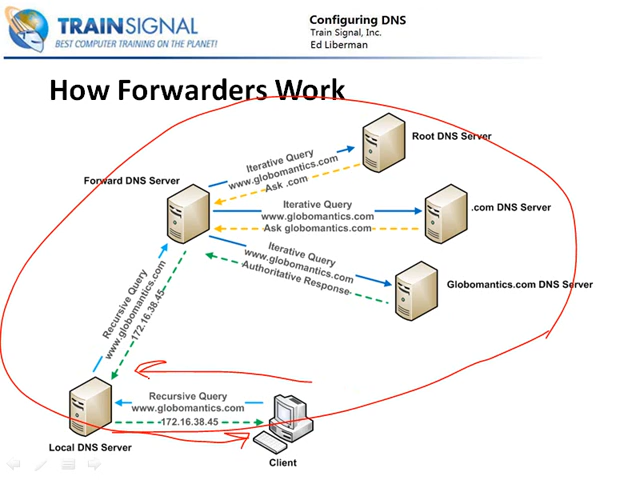 TRAINSIGNAL
BEST COMPUTER TRAINING ON THE PLANET!
Configuring DNS
Train Signal, Inc.
Ed Liberman
How Forwarders Work
Root DNS Server
Iterative Query
www.globomantics.com
Ask .com
Forward DNS Server
Iterative Query
www.globomantics.com
Ask globomantics.com
.com DNS Server
Iterative Query
www.globomantics.com
Authoritative Response
Globomantics.com DNS Server
Recursive Query
www.globomantics.com
172.16.38.45
Recursive Query
www.globomantics.com
172.16.38.45
Local DNS Server
Client